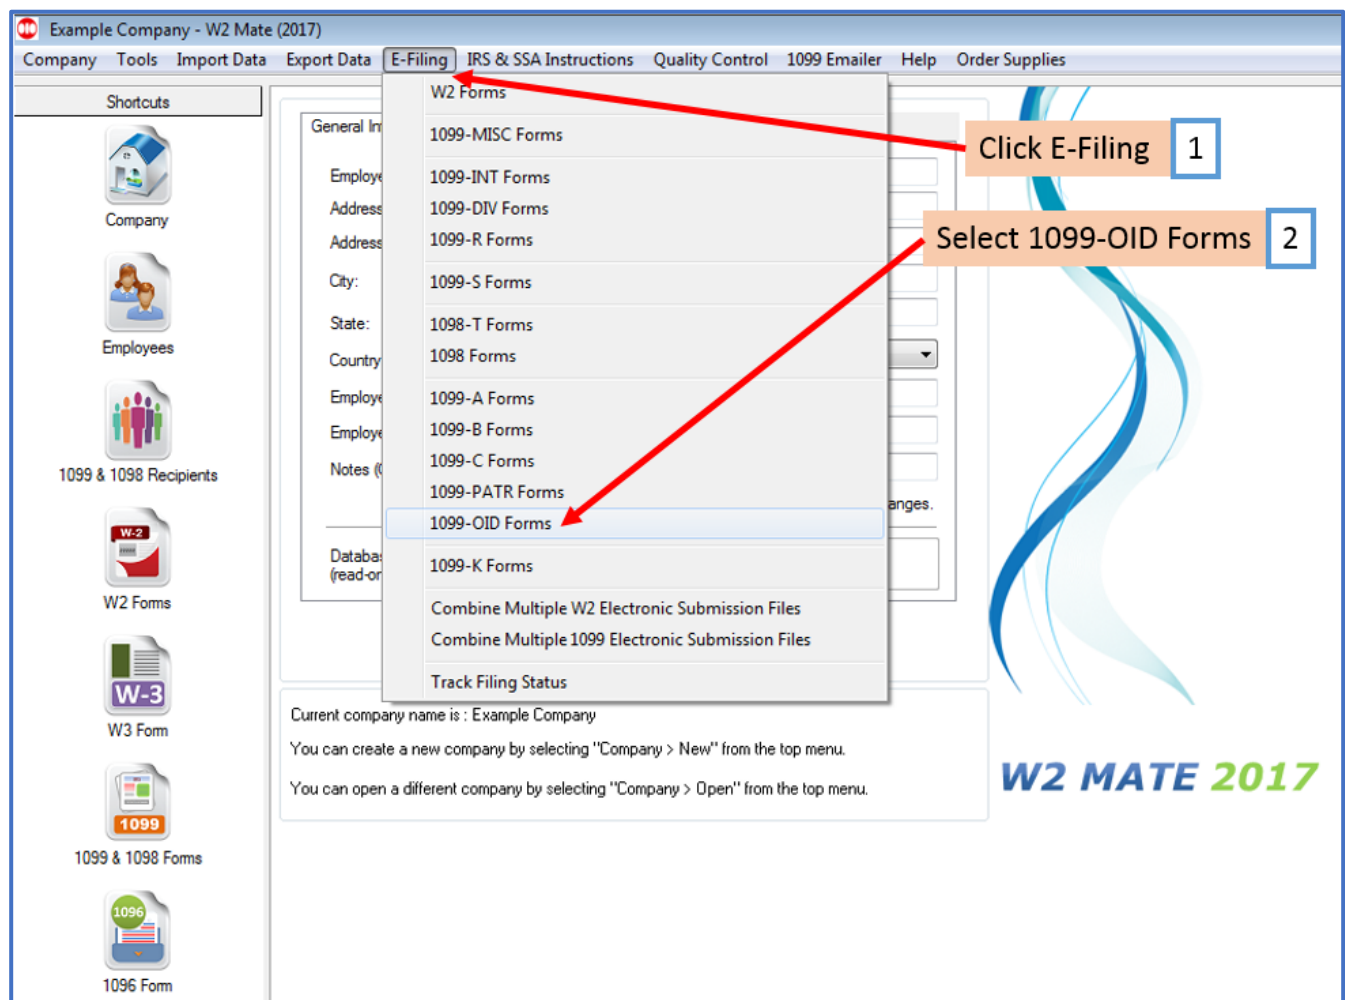 Example Company - W2 Mate (2017)
Company Tools Import Data Export Data E-Filing IRS & SSA Instructions Quality Control 1099 Emailer Help Order Supplies
Shortcuts
Company
Employees
1099 & 1098 Recipients
W-2
W2 Forms
W-3
W3 Form
1099
1099 & 1098 Forms
1096
1096 Form
General
Address
Address
City:
State:
Country
Notes
anges.
W2 Forms
1099-MISC Forms
1099-INT Forms
1099-DIV Forms
1099-R Forms
1099-S Forms
1098-T Forms
1098 Forms
1099-A Forms
1099-B Forms
1099-C Forms
1099-PATR Forms
1099-OID Forms
1099-K Forms
Combine Multiple W2 Electronic Submission Files
Combine Multiple 1099 Electronic Submission Files
Track Filing Status
Click E-Filing 1
Select 1099-OID Forms 2
Current company name is : Example Company
You can create a new company by selecting "Company > New" from the top menu.
You can open a different company by selecting "Company > Open" from the top menu.
W2 MATE 2017